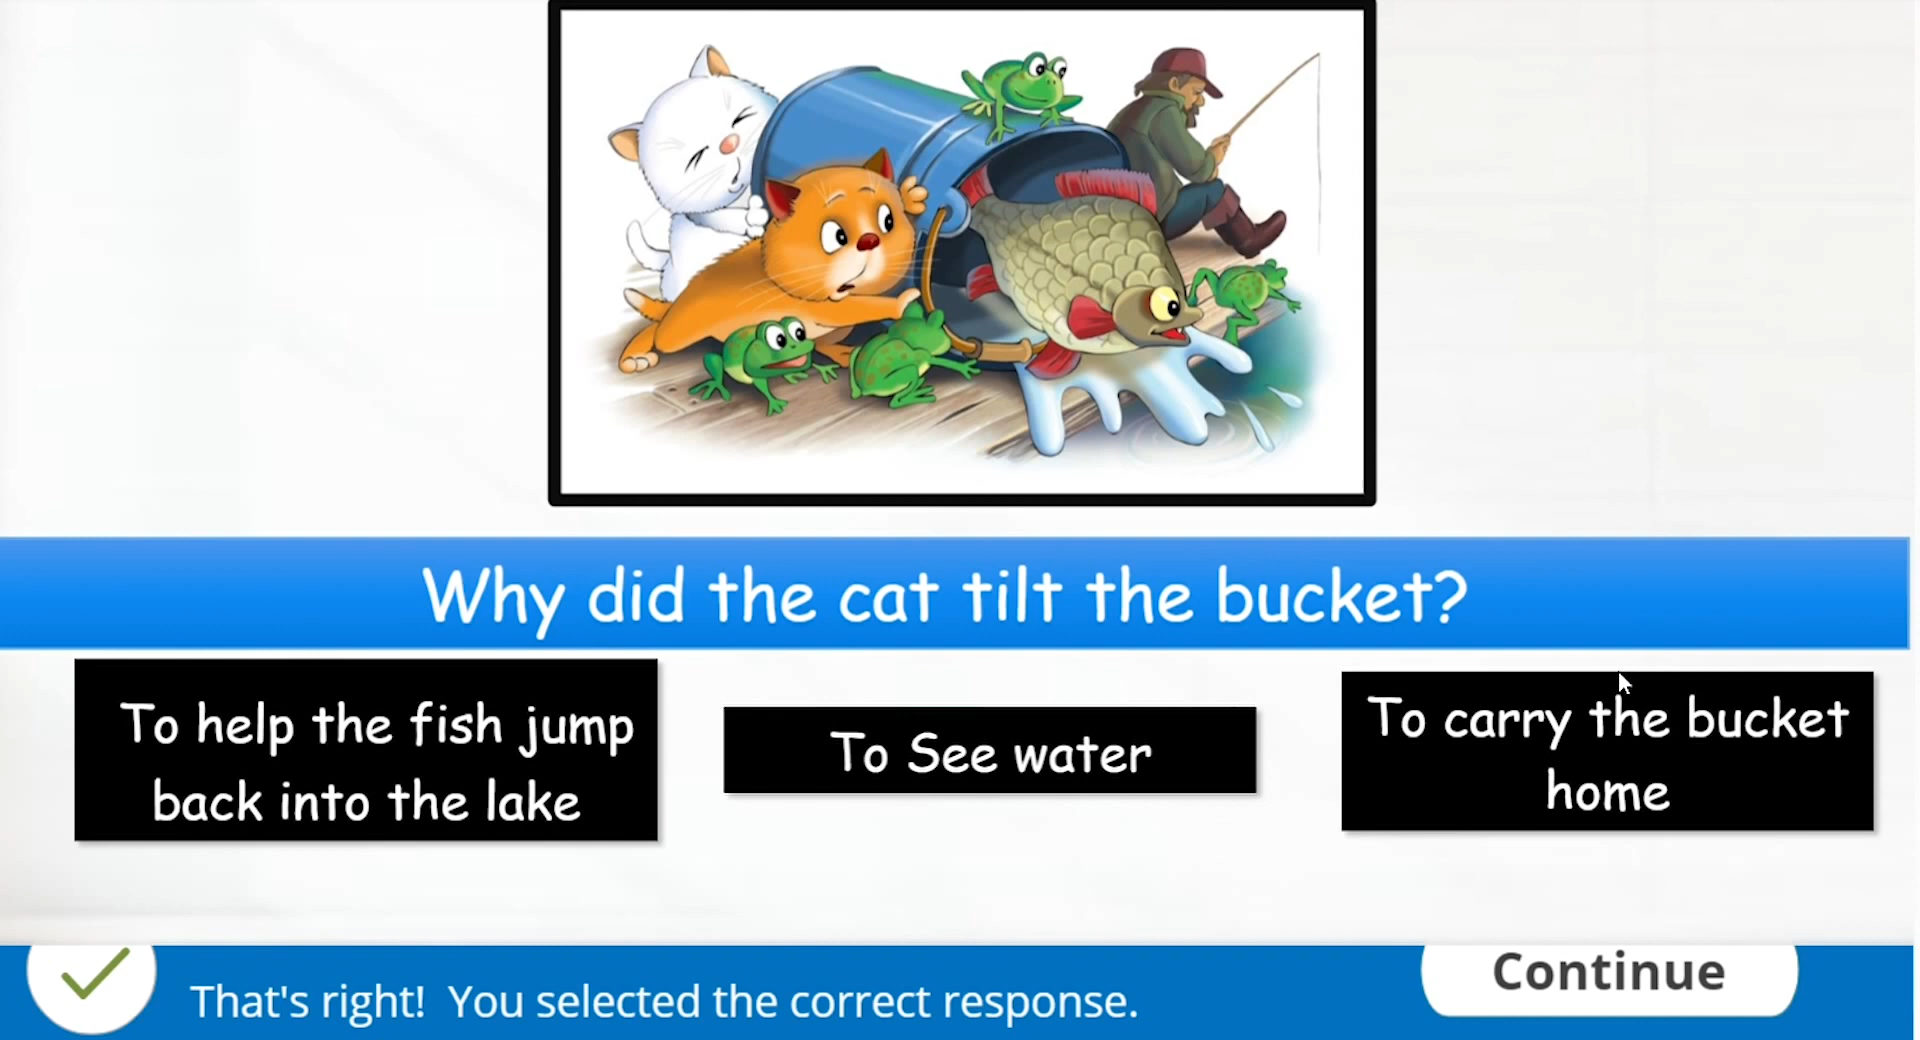 Why did the cat tilt the bucket?
To help the fish jump
back into the lake
To See water
To carry the bucket
home
That's right! You selected the correct response.
Continue